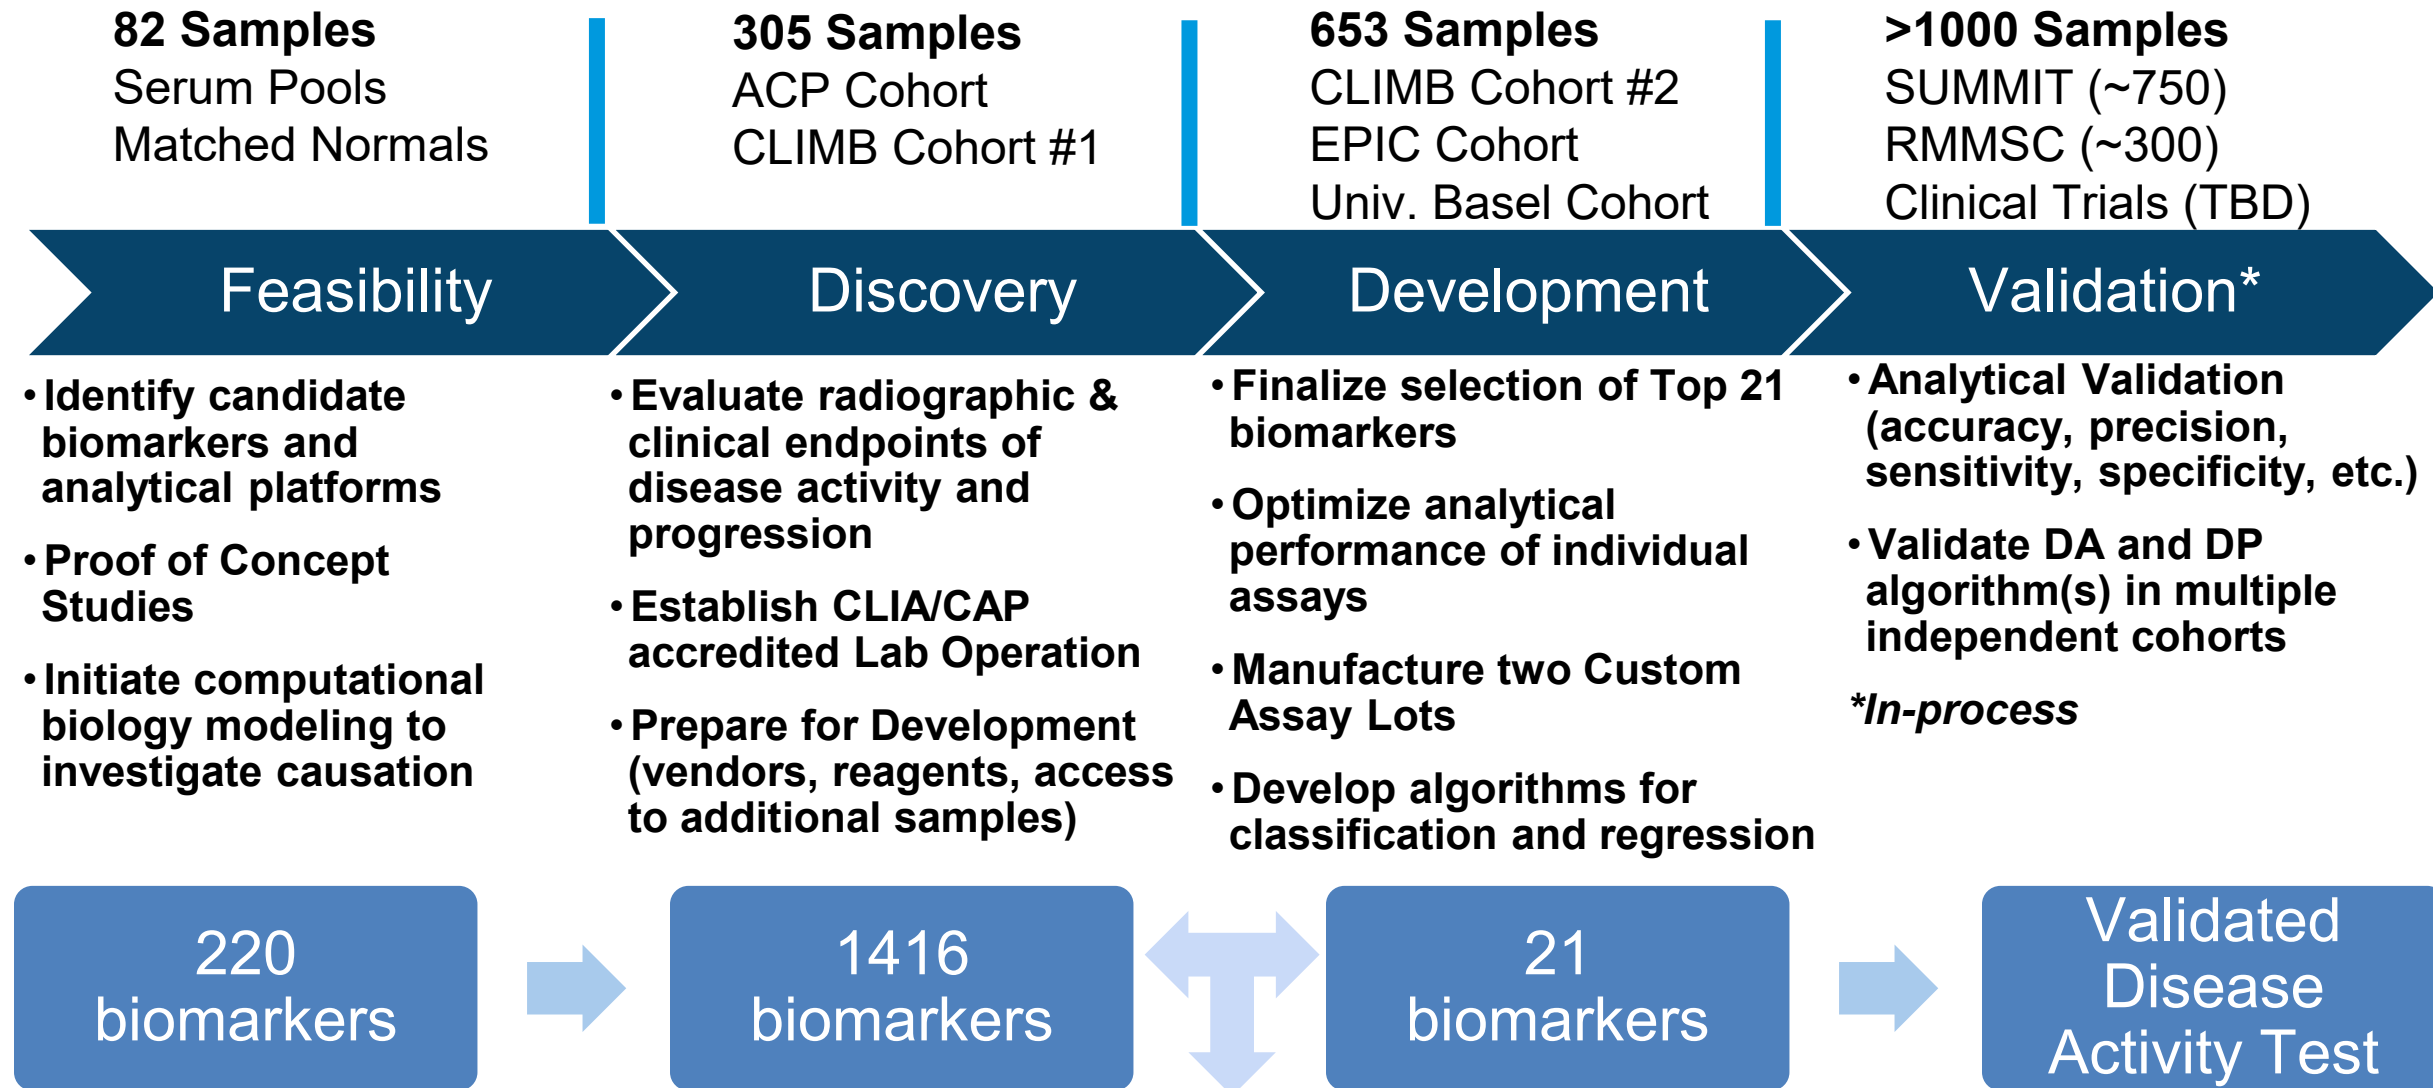 82 Samples
Serum Pools
Matched Normals
305 Samples
ACP Cohort
CLIMB Cohort #1
653 Samples
CLIMB Cohort #2
EPIC Cohort
Univ. Basel Cohort
>1000 Samples
SUMMIT (~750)
RMMSC (~300)
Clinical Trials (TBD)
Feasibility
Discovery
Development
Validation*
• Identify candidate
biomarkers and
analytical platforms
• Proof of Concept
Studies
• Initiate computational
biology modeling to
investigate causation
• Evaluate radiographic &
clinical endpoints of
disease activity and
progression
• Establish CLIA/CAP
accredited Lab Operation
• Prepare for Development
(vendors, reagents, access
to additional samples)
• Finalize selection of Top 21
biomarkers
• Optimize analytical
performance of individual
assays
• Manufacture two Custom
Assay Lots
• Develop algorithms for
classification and regression
• Analytical Validation
(accuracy, precision,
sensitivity, specificity, etc.)
• Validate DA and DP
algorithm(s) in multiple
independent cohorts
*In-process
220
biomarkers
1416
biomarkers
21
biomarkers
Validated
Disease
Activity Test